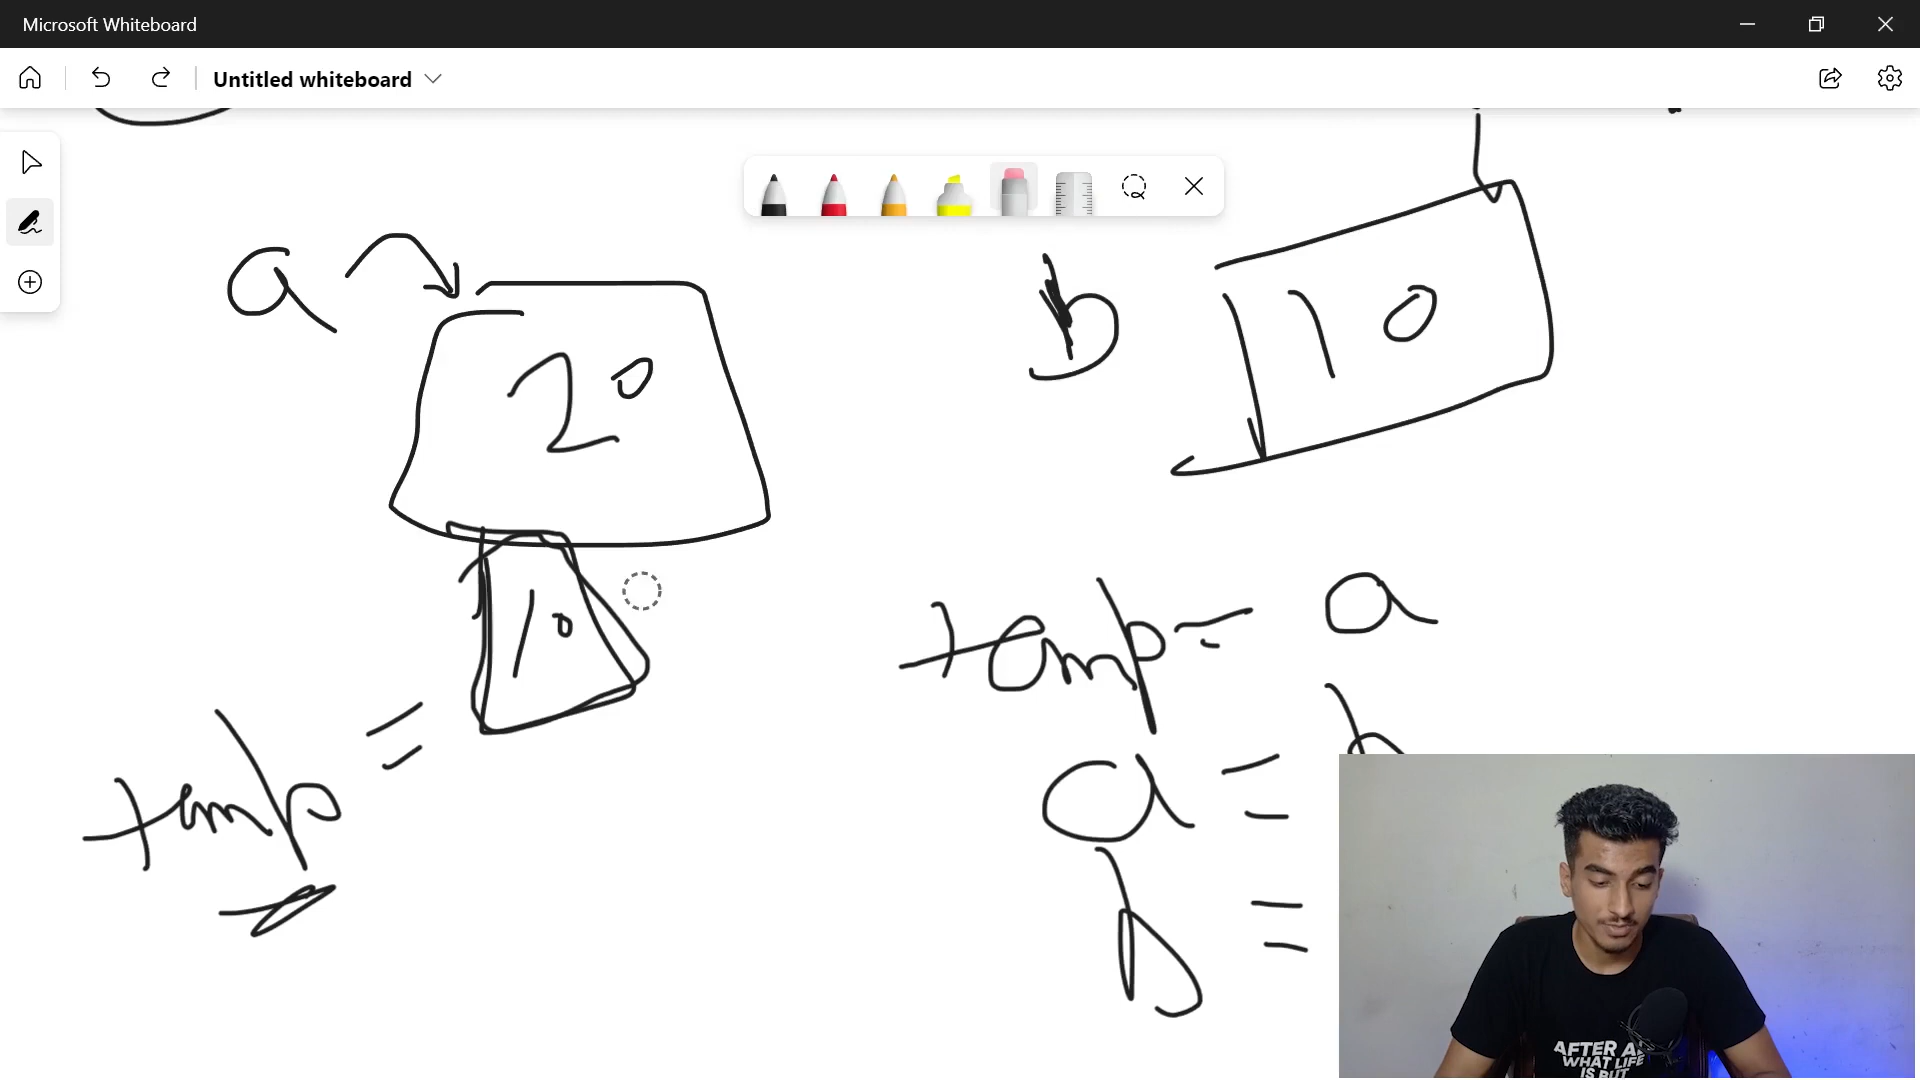 Microsoft Whiteboard
Untitled whiteboard
a
20
b
10
10
temp =
temp = a
a = b
b =
AFTER A
WHAT LIFE
IS BUT